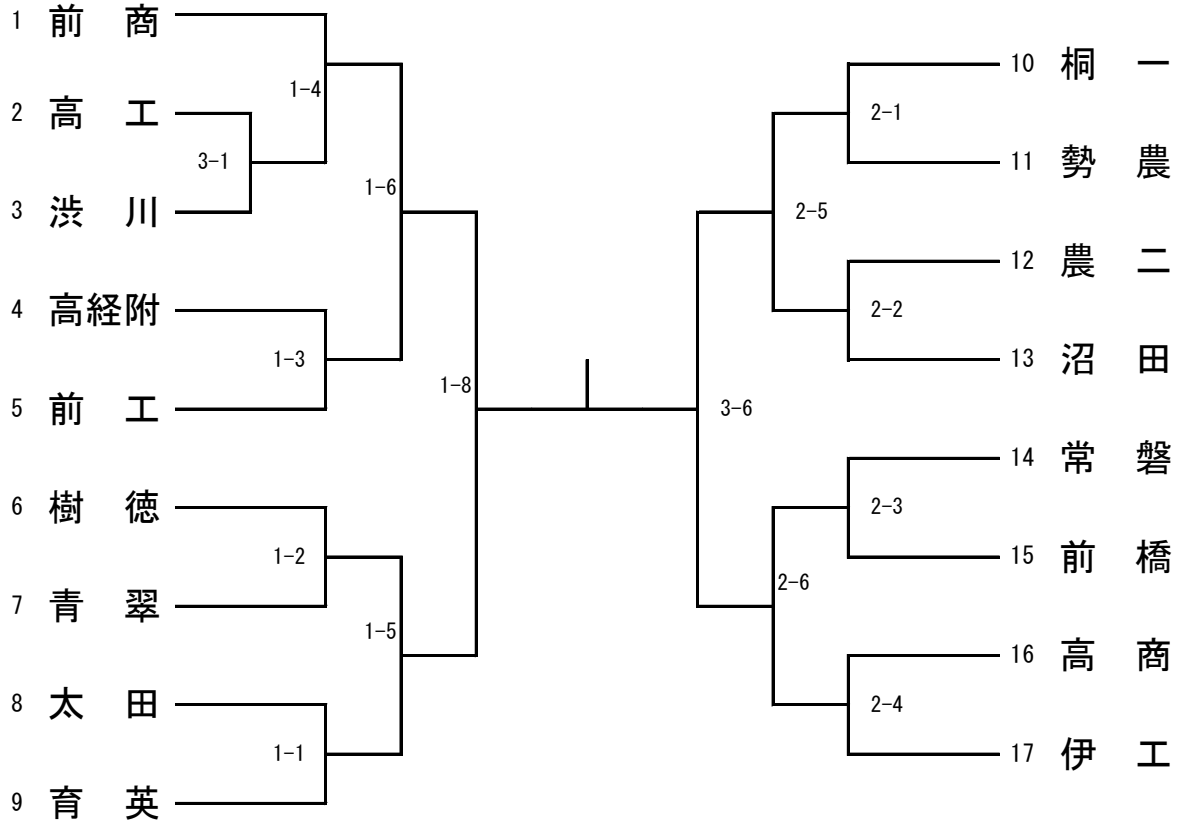 1 前 商
2 高 工
3 渋 川
4 高経附
5 前 工
6 樹 徳
7 青 翠
8 太 田
9 育 英
1-4
3-1
1-6
1-3
1-8
1-2
1-5
1-1
10 桐 一
11 勢 農
12 農 二
13 沼 田
14 常 磐
15 前 橋
16 高 商
17 伊 工
2-1
2-5
2-2
3-6
2-3
2-6
2-4